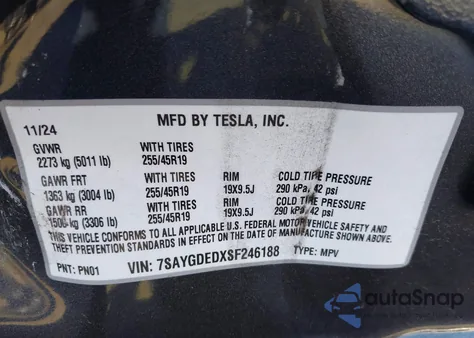 MFD BY TESLA, INC.
11/24
GVWR WITH TIRES
2273 kg (5011 lb) 255/45R19
GAWR FRT WITH TIRES RIM COLD TIRE PRESSURE
1363 kg (3004 lb) 255/45R19 19X9.5J 290 kPa, 42 psi
GAWR RR WITH TIRES RIM COLD TIRE PRESSURE
1500 kg (3306 lb) 255/45R19 19X9.5J 290 kPa, 42 psi
THIS VEHICLE CONFORMS TO ALL APPLICABLE U.S. FEDERAL MOTOR VEHICLE SAFETY AND
THEFT PREVENTION STANDARDS IN EFFECT ON THE DATE OF MANUFACTURE SHOWN ABOVE.
PNT: PN01 VIN: 7SAYGDEDXSF246188 TYPE: MPV
autoSnap